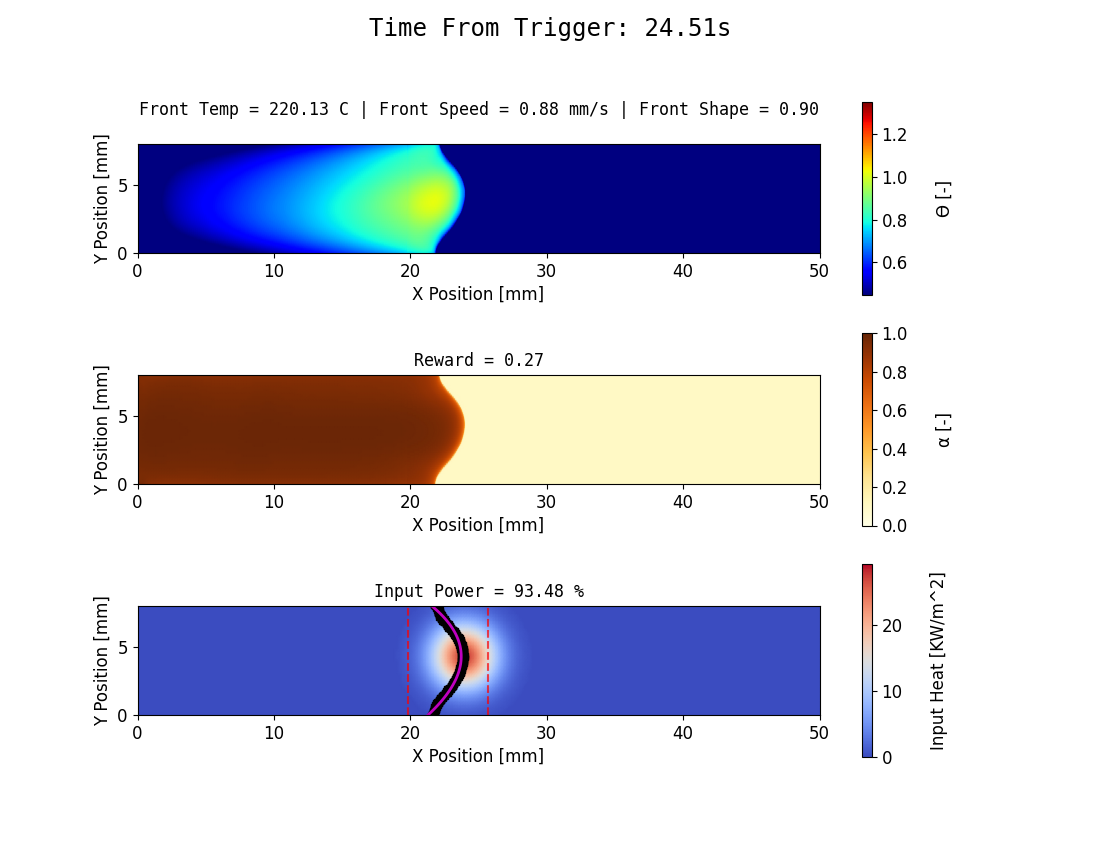 Time From Trigger: 24.51s
Front Temp = 220.13 C | Front Speed = 0.88 mm/s | Front Shape = 0.90
Y Position [mm]
5
0
0 10 20 30 40 50
X Position [mm]
1.2
1.0
0.8
0.6
Θ [-]
Reward = 0.27
Y Position [mm]
5
0
0 10 20 30 40 50
X Position [mm]
1.0
0.8
0.6
0.4
0.2
0.0
α [-]
Input Power = 93.48 %
Y Position [mm]
5
0
0 10 20 30 40 50
X Position [mm]
20
10
0
Input Heat [KW/m^2]